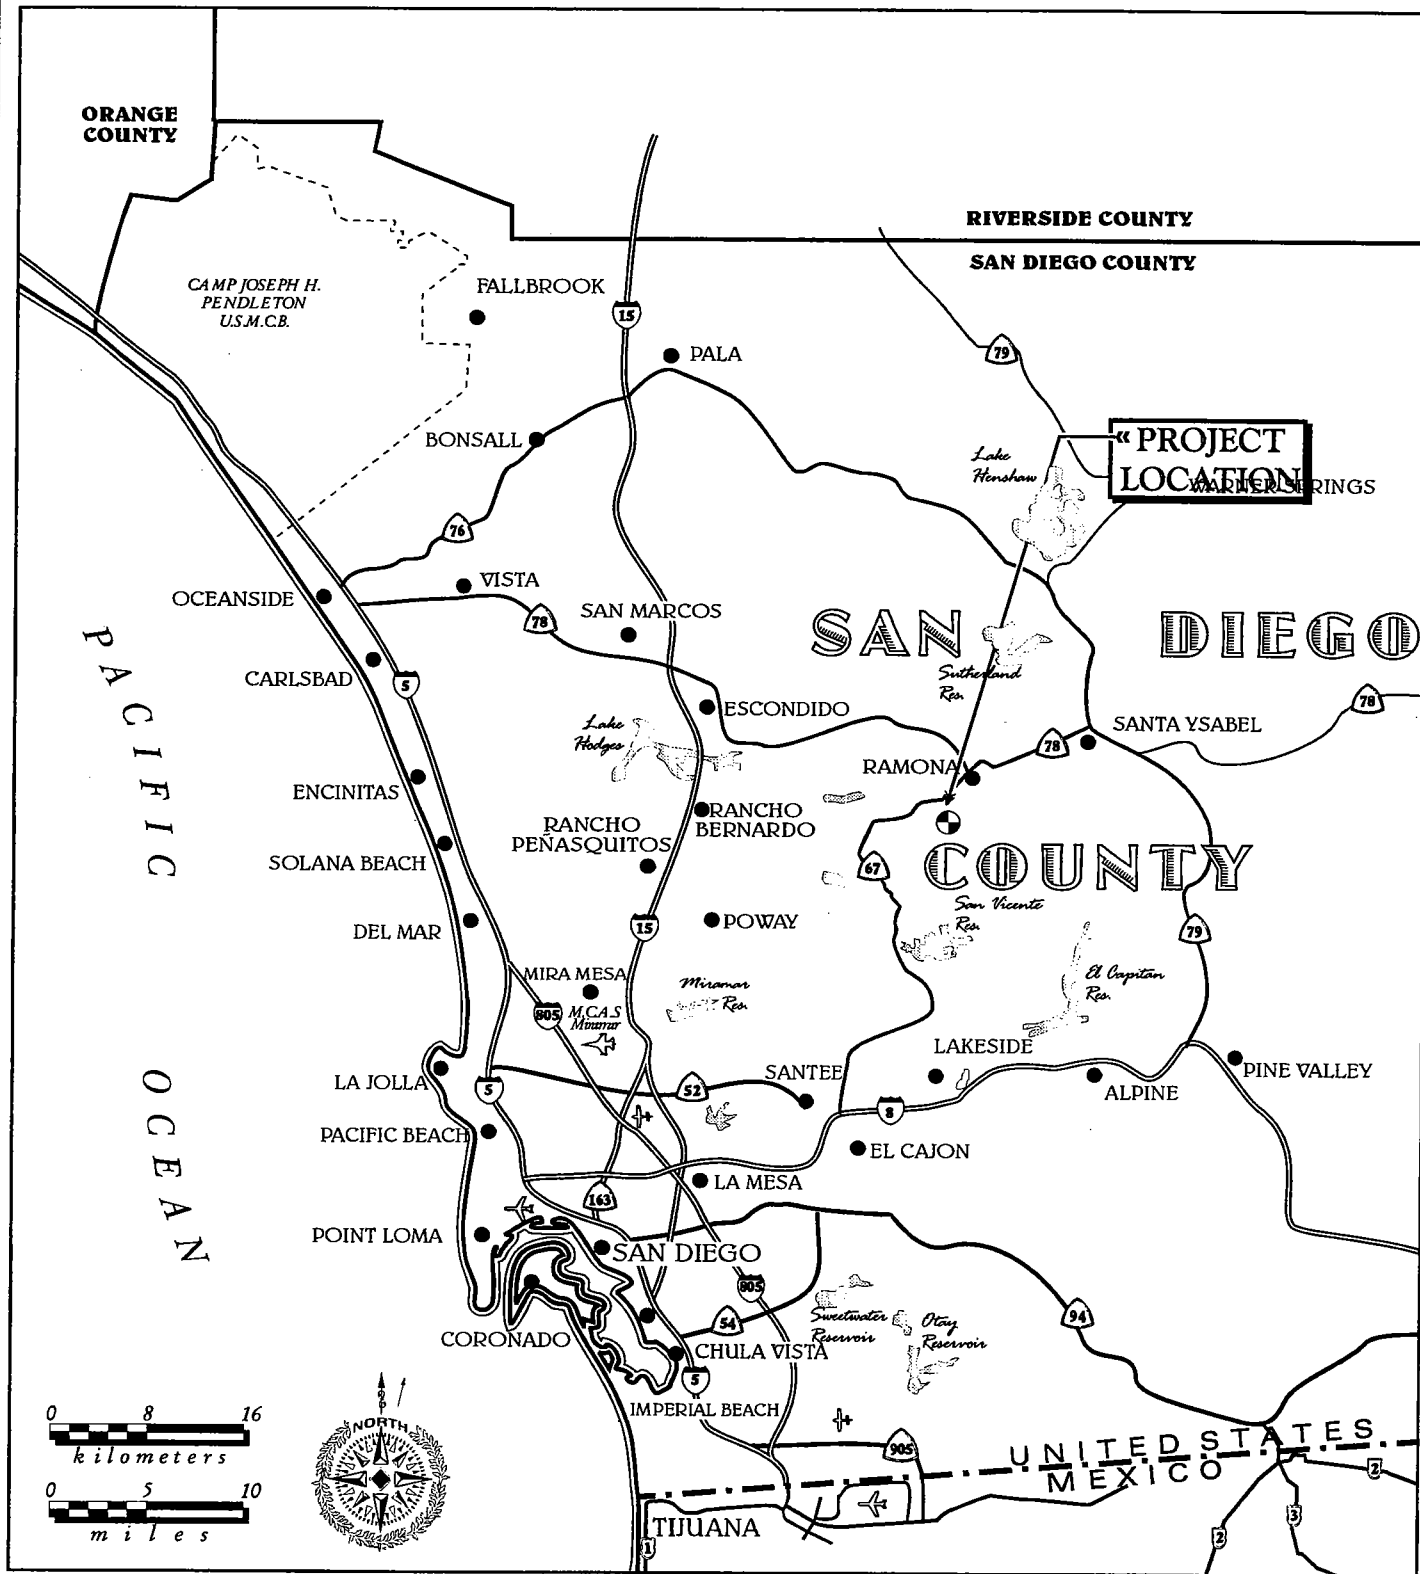 ORANGE
COUNTY
RIVERSIDE COUNTY
SAN DIEGO COUNTY
CAMP JOSEPH H.
PENDLETON
U.S.M.C.B.
FALLBROOK
15
PALA
79
BONSALL
Lake
Henshaw
« PROJECT
LOCATION
WARNER SPRINGS
76
VISTA
OCEANSIDE
78
SAN MARCOS
SAN DIEGO
COUNTY
Sutherland
Res.
CARLSBAD
5
ESCONDIDO
78
SANTA YSABEL
78
Lake
Hodges
RAMONA
ENCINITAS
RANCHO
BERNARDO
RANCHO
PEÑASQUITOS
SOLANA BEACH
67
San Vicente
Res.
DEL MAR
15
POWAY
79
MIRA MESA
Miramar
Res.
El Capitan
Res.
805
M.C.A.S
Miramar
LAKESIDE
PACIFIC
OCEAN
LA JOLLA
5
52
SANTEE
8
ALPINE
PINE VALLEY
PACIFIC BEACH
EL CAJON
LA MESA
163
POINT LOMA
SAN DIEGO
805
54
Sweetwater
Reservoir
Otay
Reservoir
94
CORONADO
CHULA VISTA
5
IMPERIAL BEACH
905
UNITED STATES
MEXICO
2
3
2
TIJUANA
1
0 8 16
kilometers
0 5 10
miles
NORTH